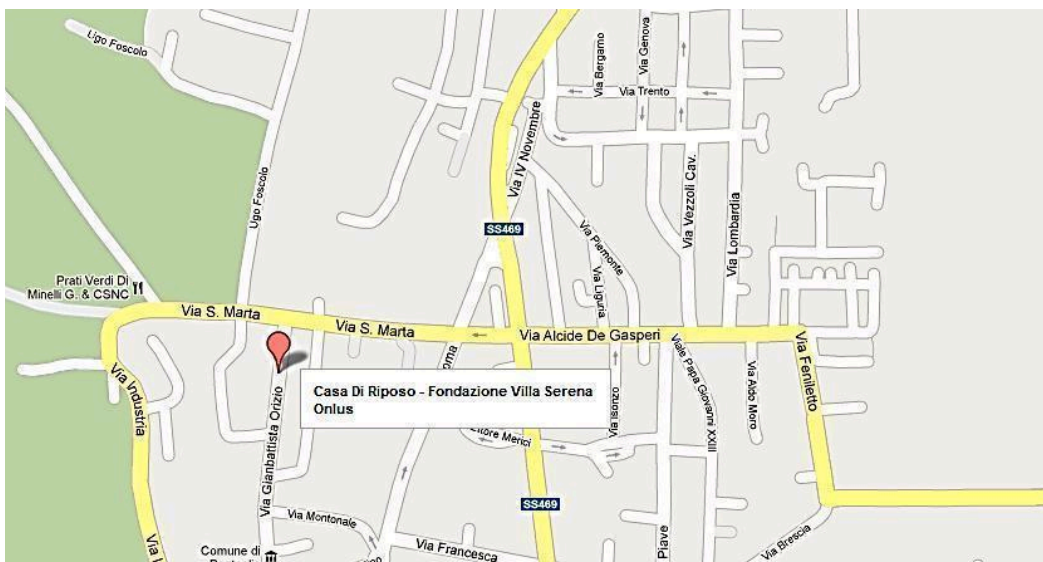 Ugo Foscolo
Via Bergamo
Via Genova
Via Trento
Via IV Novembre
Ugo Foscolo
Via Vezzoli Cav.
Via Lombardia
SS469
Via Piemonte
Via Liguria
Prati Verdi Di
Minelli G. & CSNC
Via S. Marta
Via S. Marta
Via Alcide De Gasperi
Via Feniletto
Via Industria
Viale Papa Giovanni XXIII
Via Aldo Moro
Casa Di Riposo - Fondazione Villa Serena
Onlus
Via Isonzo
Via Gianbattista Orizio
Merici
SS469
Via Montonale
Via Francesca
Piave
Via Brescia
Comune di